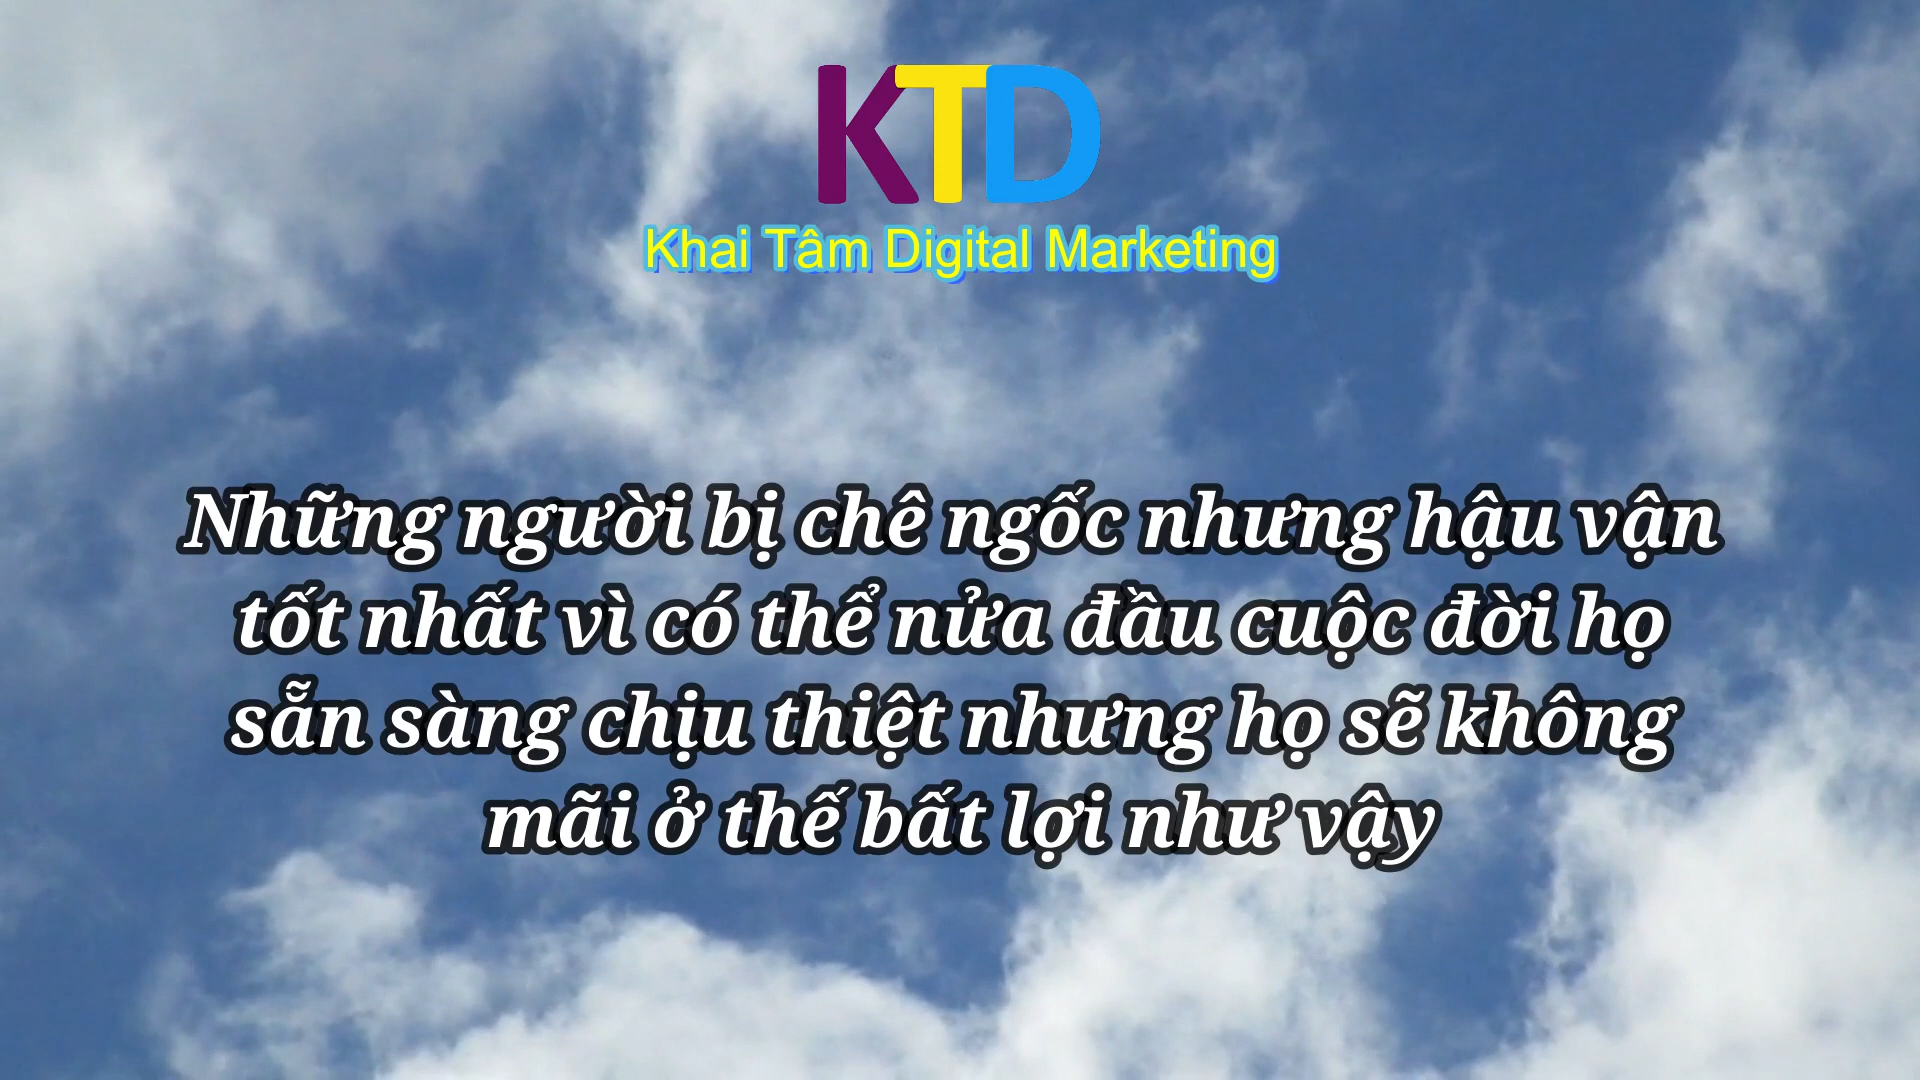 KTD
Khai Tâm Digital Marketing
Những người bị chê ngốc nhưng hậu vận
tốt nhất vì có thể nửa đầu cuộc đời họ
sẵn sàng chịu thiệt nhưng họ sẽ không
mãi ở thế bất lợi như vậy